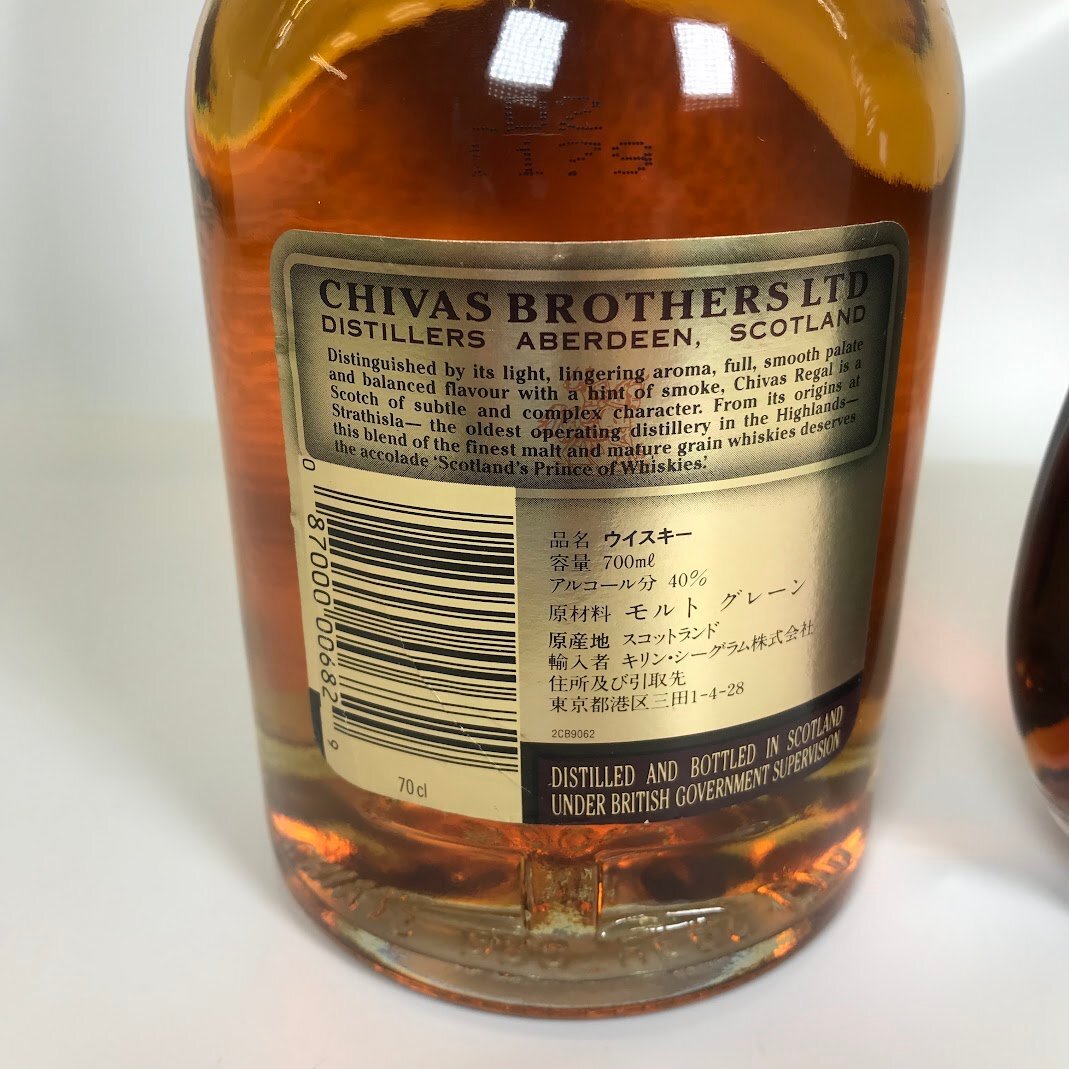 02
1179
CHIVAS BROTHERS LTD
DISTILLERS ABERDEEN, SCOTLAND
Distinguished by its light, lingering aroma, full, smooth palate
and balanced flavour with a hint of smoke, Chivas Regal is a
Scotch of subtle and complex character. From its origins at
Strathisla— the oldest operating distillery in the Highlands—
this blend of the finest malt and mature grain whiskies deserves
the accolade ‘Scotland's Prince of Whiskies.’
0 87000 00682 9
70 cl
品名 ウイスキー
容量 700mℓ
アルコール分 40%
原材料 モルト グレーン
原産地 スコットランド
輸入者 キリン・シーグラム株式会社
住所及び引取先
東京都港区三田1-4-28
2CB9062
DISTILLED AND BOTTLED IN SCOTLAND
UNDER BRITISH GOVERNMENT SUPERVISION